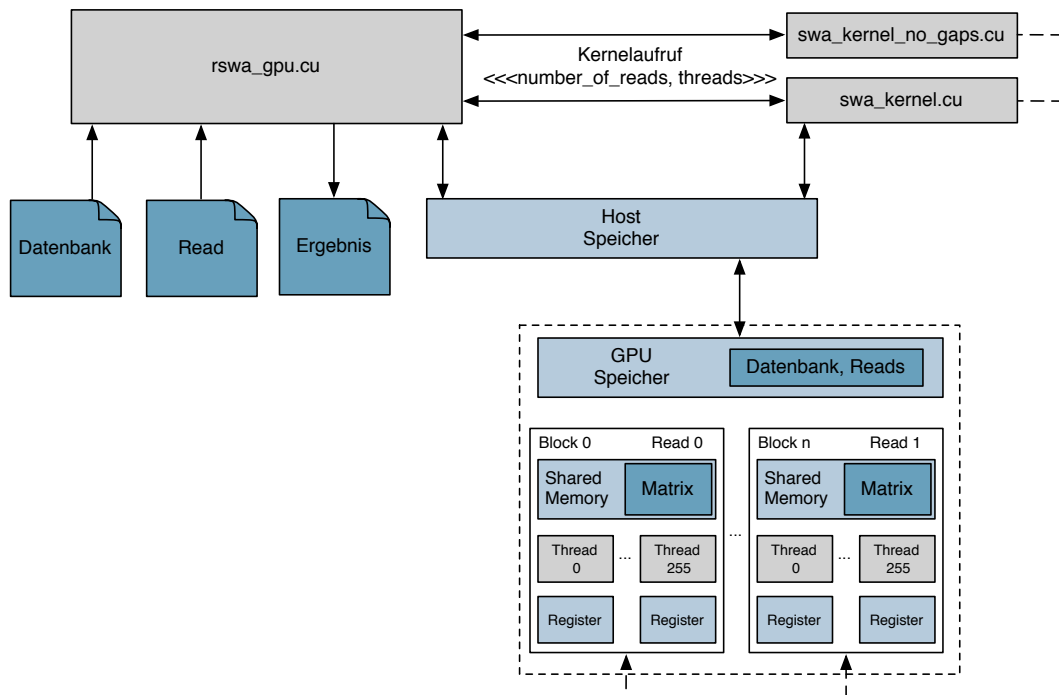 rswa_gpu.cu
swa_kernel_no_gaps.cu
Kernelaufruf
<<<number_of_reads, threads>>>
swa_kernel.cu
Datenbank
Read
Ergebnis
Host
Speicher
GPU
Speicher
Datenbank, Reads
Block 0
Read 0
Shared
Memory
Matrix
Thread
0
...
Thread
255
Register
Register
...
Block n
Read 1
Shared
Memory
Matrix
Thread
0
...
Thread
255
Register
Register